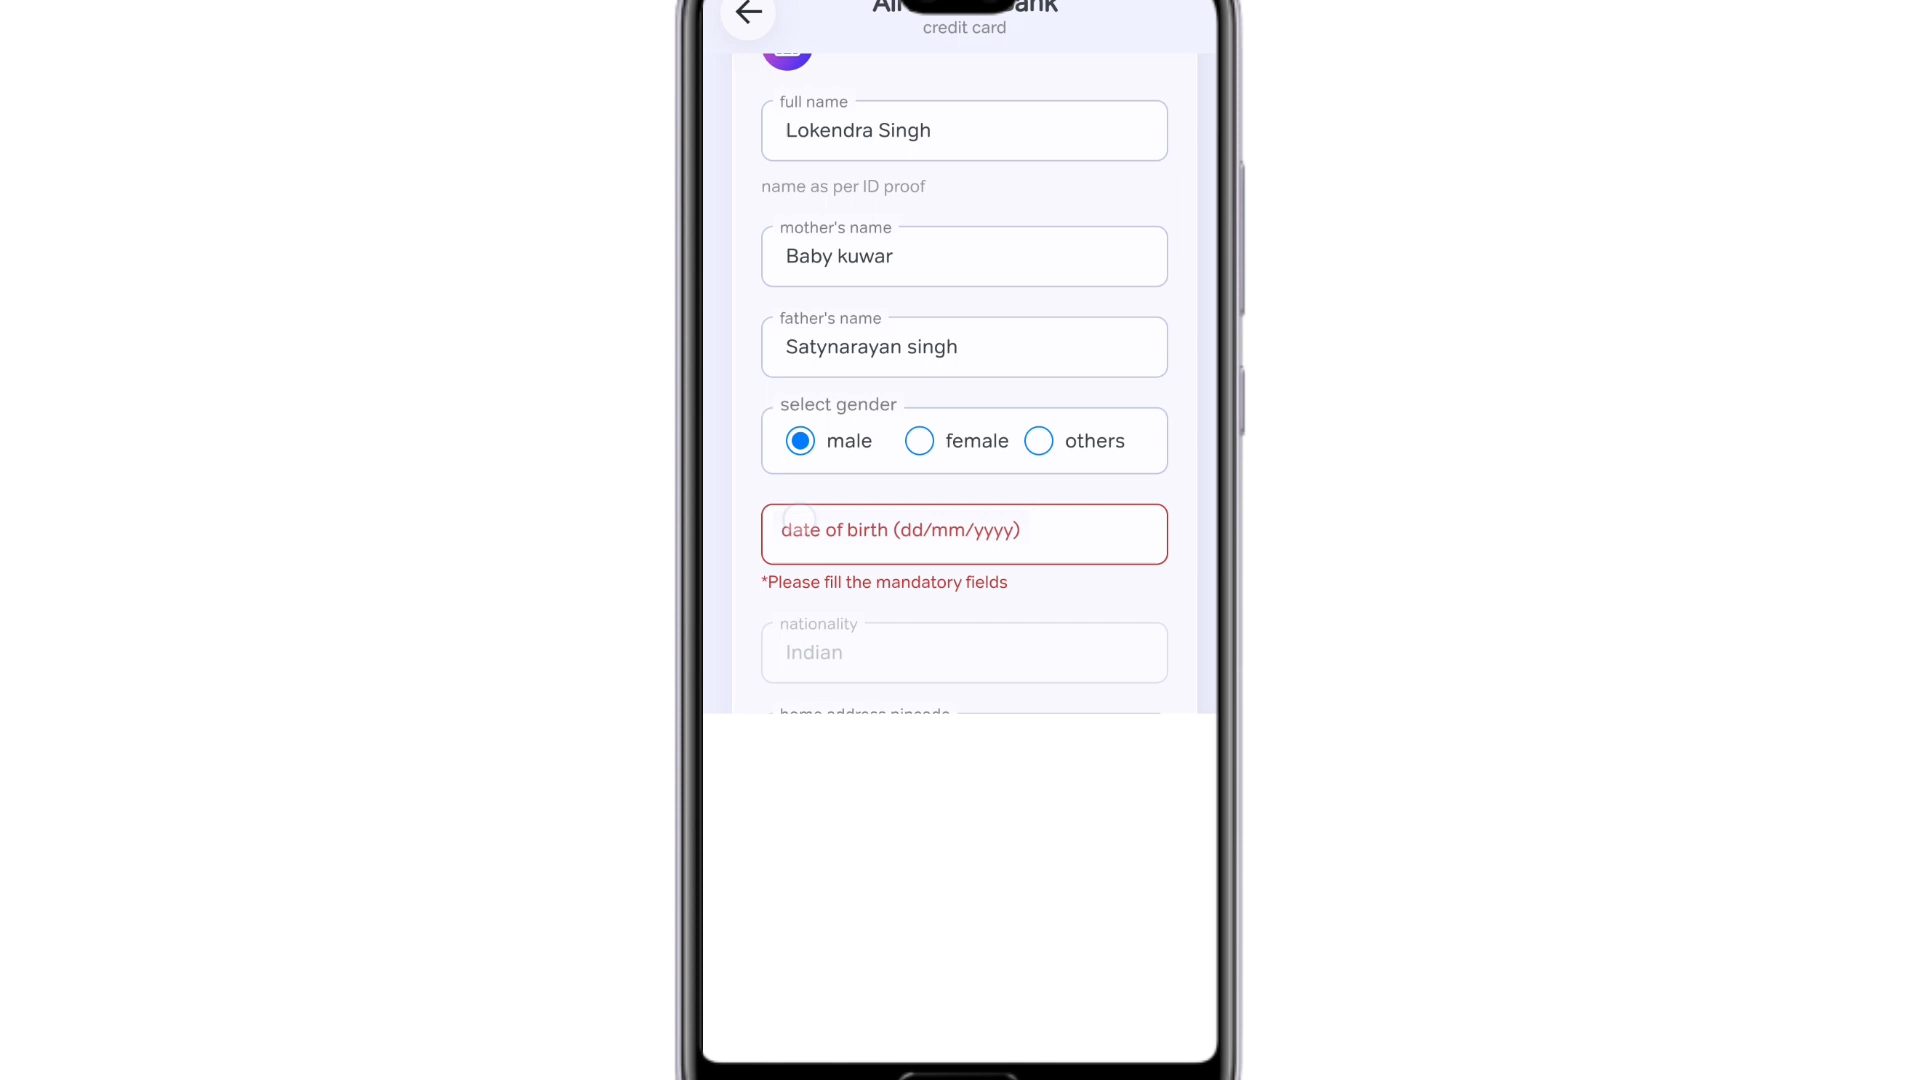 credit card
full name
Lokendra Singh
name as per ID proof
mother's name
Baby kuwar
father's name
Satynarayan singh
select gender
male female others
date of birth (dd/mm/yyyy)
*Please fill the mandatory fields
nationality
Indian
home address pincode